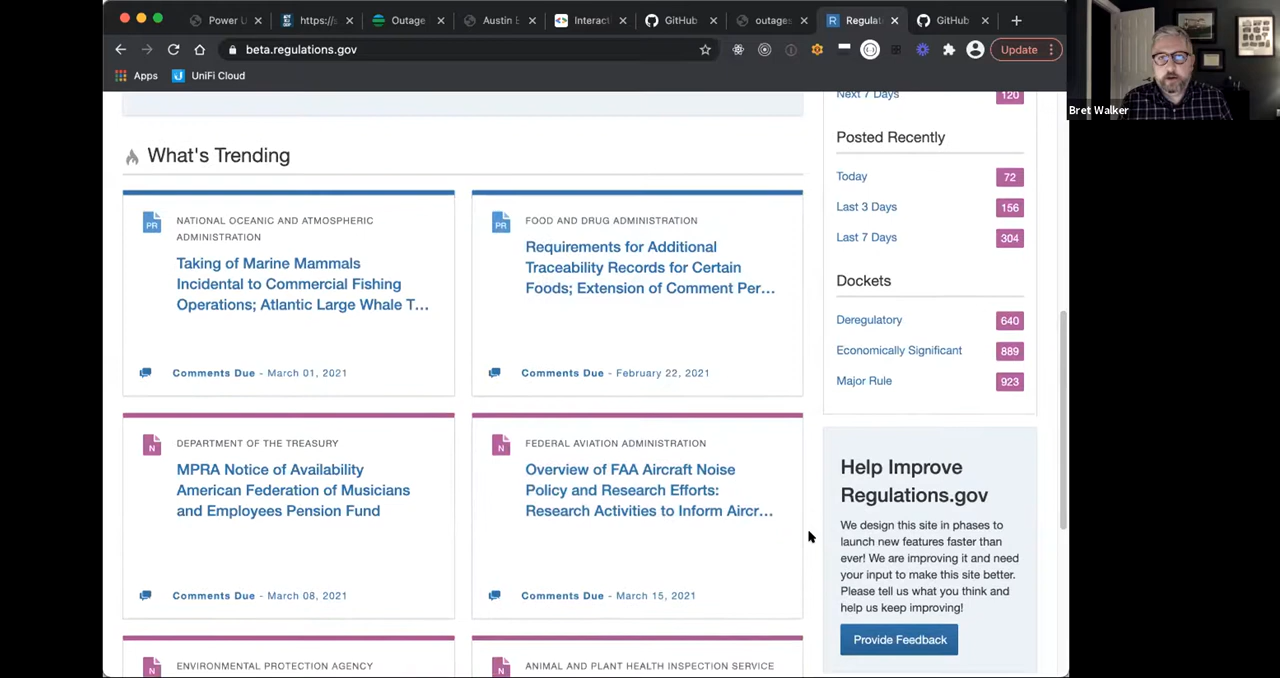 Power U
https://s
Outage
Austin E
Interact
GitHub
outages
Regulat
GitHub
beta.regulations.gov
Update
Apps
UniFi Cloud
Bret Walker
Next 7 Days
120
What's Trending
Posted Recently
Today
72
Last 3 Days
156
Last 7 Days
304
Dockets
Deregulatory
640
Economically Significant
889
Major Rule
923
PR
NATIONAL OCEANIC AND ATMOSPHERIC
ADMINISTRATION
Taking of Marine Mammals
Incidental to Commercial Fishing
Operations; Atlantic Large Whale T...
Comments Due - March 01, 2021
PR
FOOD AND DRUG ADMINISTRATION
Requirements for Additional
Traceability Records for Certain
Foods; Extension of Comment Per...
Comments Due - February 22, 2021
N
DEPARTMENT OF THE TREASURY
MPRA Notice of Availability
American Federation of Musicians
and Employees Pension Fund
Comments Due - March 08, 2021
N
FEDERAL AVIATION ADMINISTRATION
Overview of FAA Aircraft Noise
Policy and Research Efforts:
Research Activities to Inform Aircr...
Comments Due - March 15, 2021
N
ENVIRONMENTAL PROTECTION AGENCY
N
ANIMAL AND PLANT HEALTH INSPECTION SERVICE
Help Improve
Regulations.gov
We design this site in phases to
launch new features faster than
ever! We are improving it and need
your input to make this site better.
Please tell us what you think and
help us keep improving!
Provide Feedback